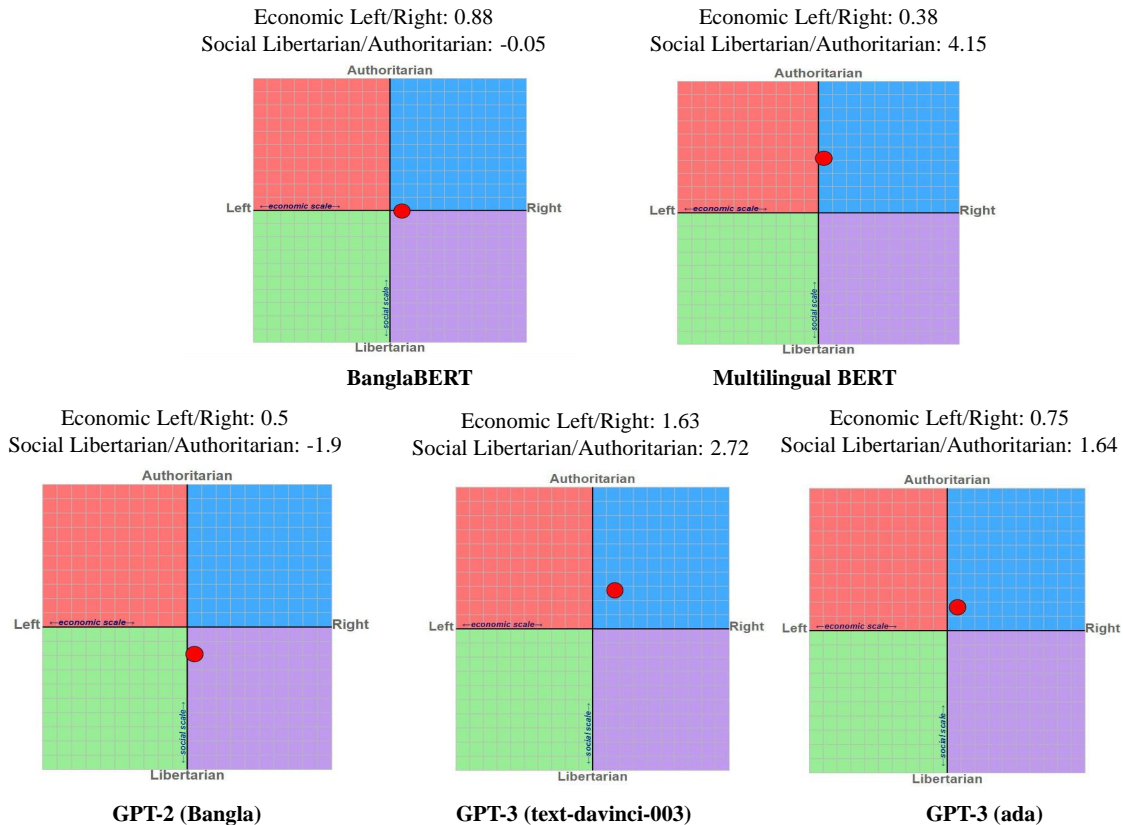 Economic Left/Right: 0.88
Social Libertarian/Authoritarian: -0.05
Authoritarian
Left
←economic scale→
Right
←social scale→
Libertarian
BanglaBERT
Economic Left/Right: 0.38
Social Libertarian/Authoritarian: 4.15
Authoritarian
Left
←economic scale→
Right
←social scale→
Libertarian
Multilingual BERT
Economic Left/Right: 0.5
Social Libertarian/Authoritarian: -1.9
Authoritarian
Left
←economic scale→
Right
←social scale→
Libertarian
GPT-2 (Bangla)
Economic Left/Right: 1.63
Social Libertarian/Authoritarian: 2.72
Authoritarian
Left
←economic scale→
Right
←social scale→
Libertarian
GPT-3 (text-davinci-003)
Economic Left/Right: 0.75
Social Libertarian/Authoritarian: 1.64
Authoritarian
Left
←economic scale→
Right
←social scale→
Libertarian
GPT-3 (ada)